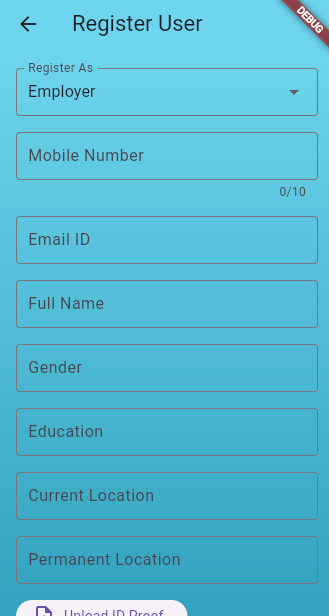 Register User
DEBUG
Register As
Employer
Mobile Number
0/10
Email ID
Full Name
Gender
Education
Current Location
Permanent Location
Upload ID Proof